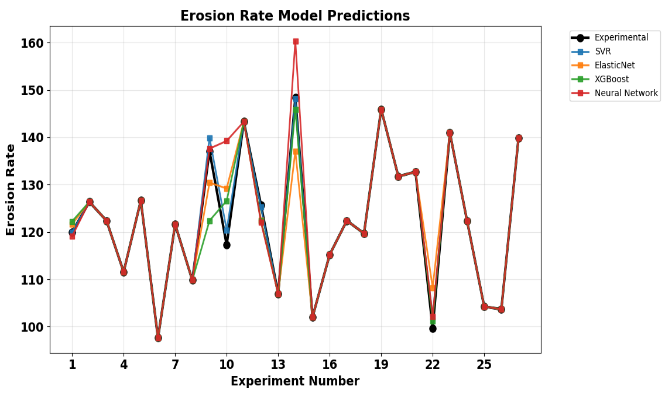 Erosion Rate Model Predictions
Erosion Rate
160
150
140
130
120
110
100
1 4 7 10 13 16 19 22 25
Experiment Number
Experimental
SVR
ElasticNet
XGBoost
Neural Network